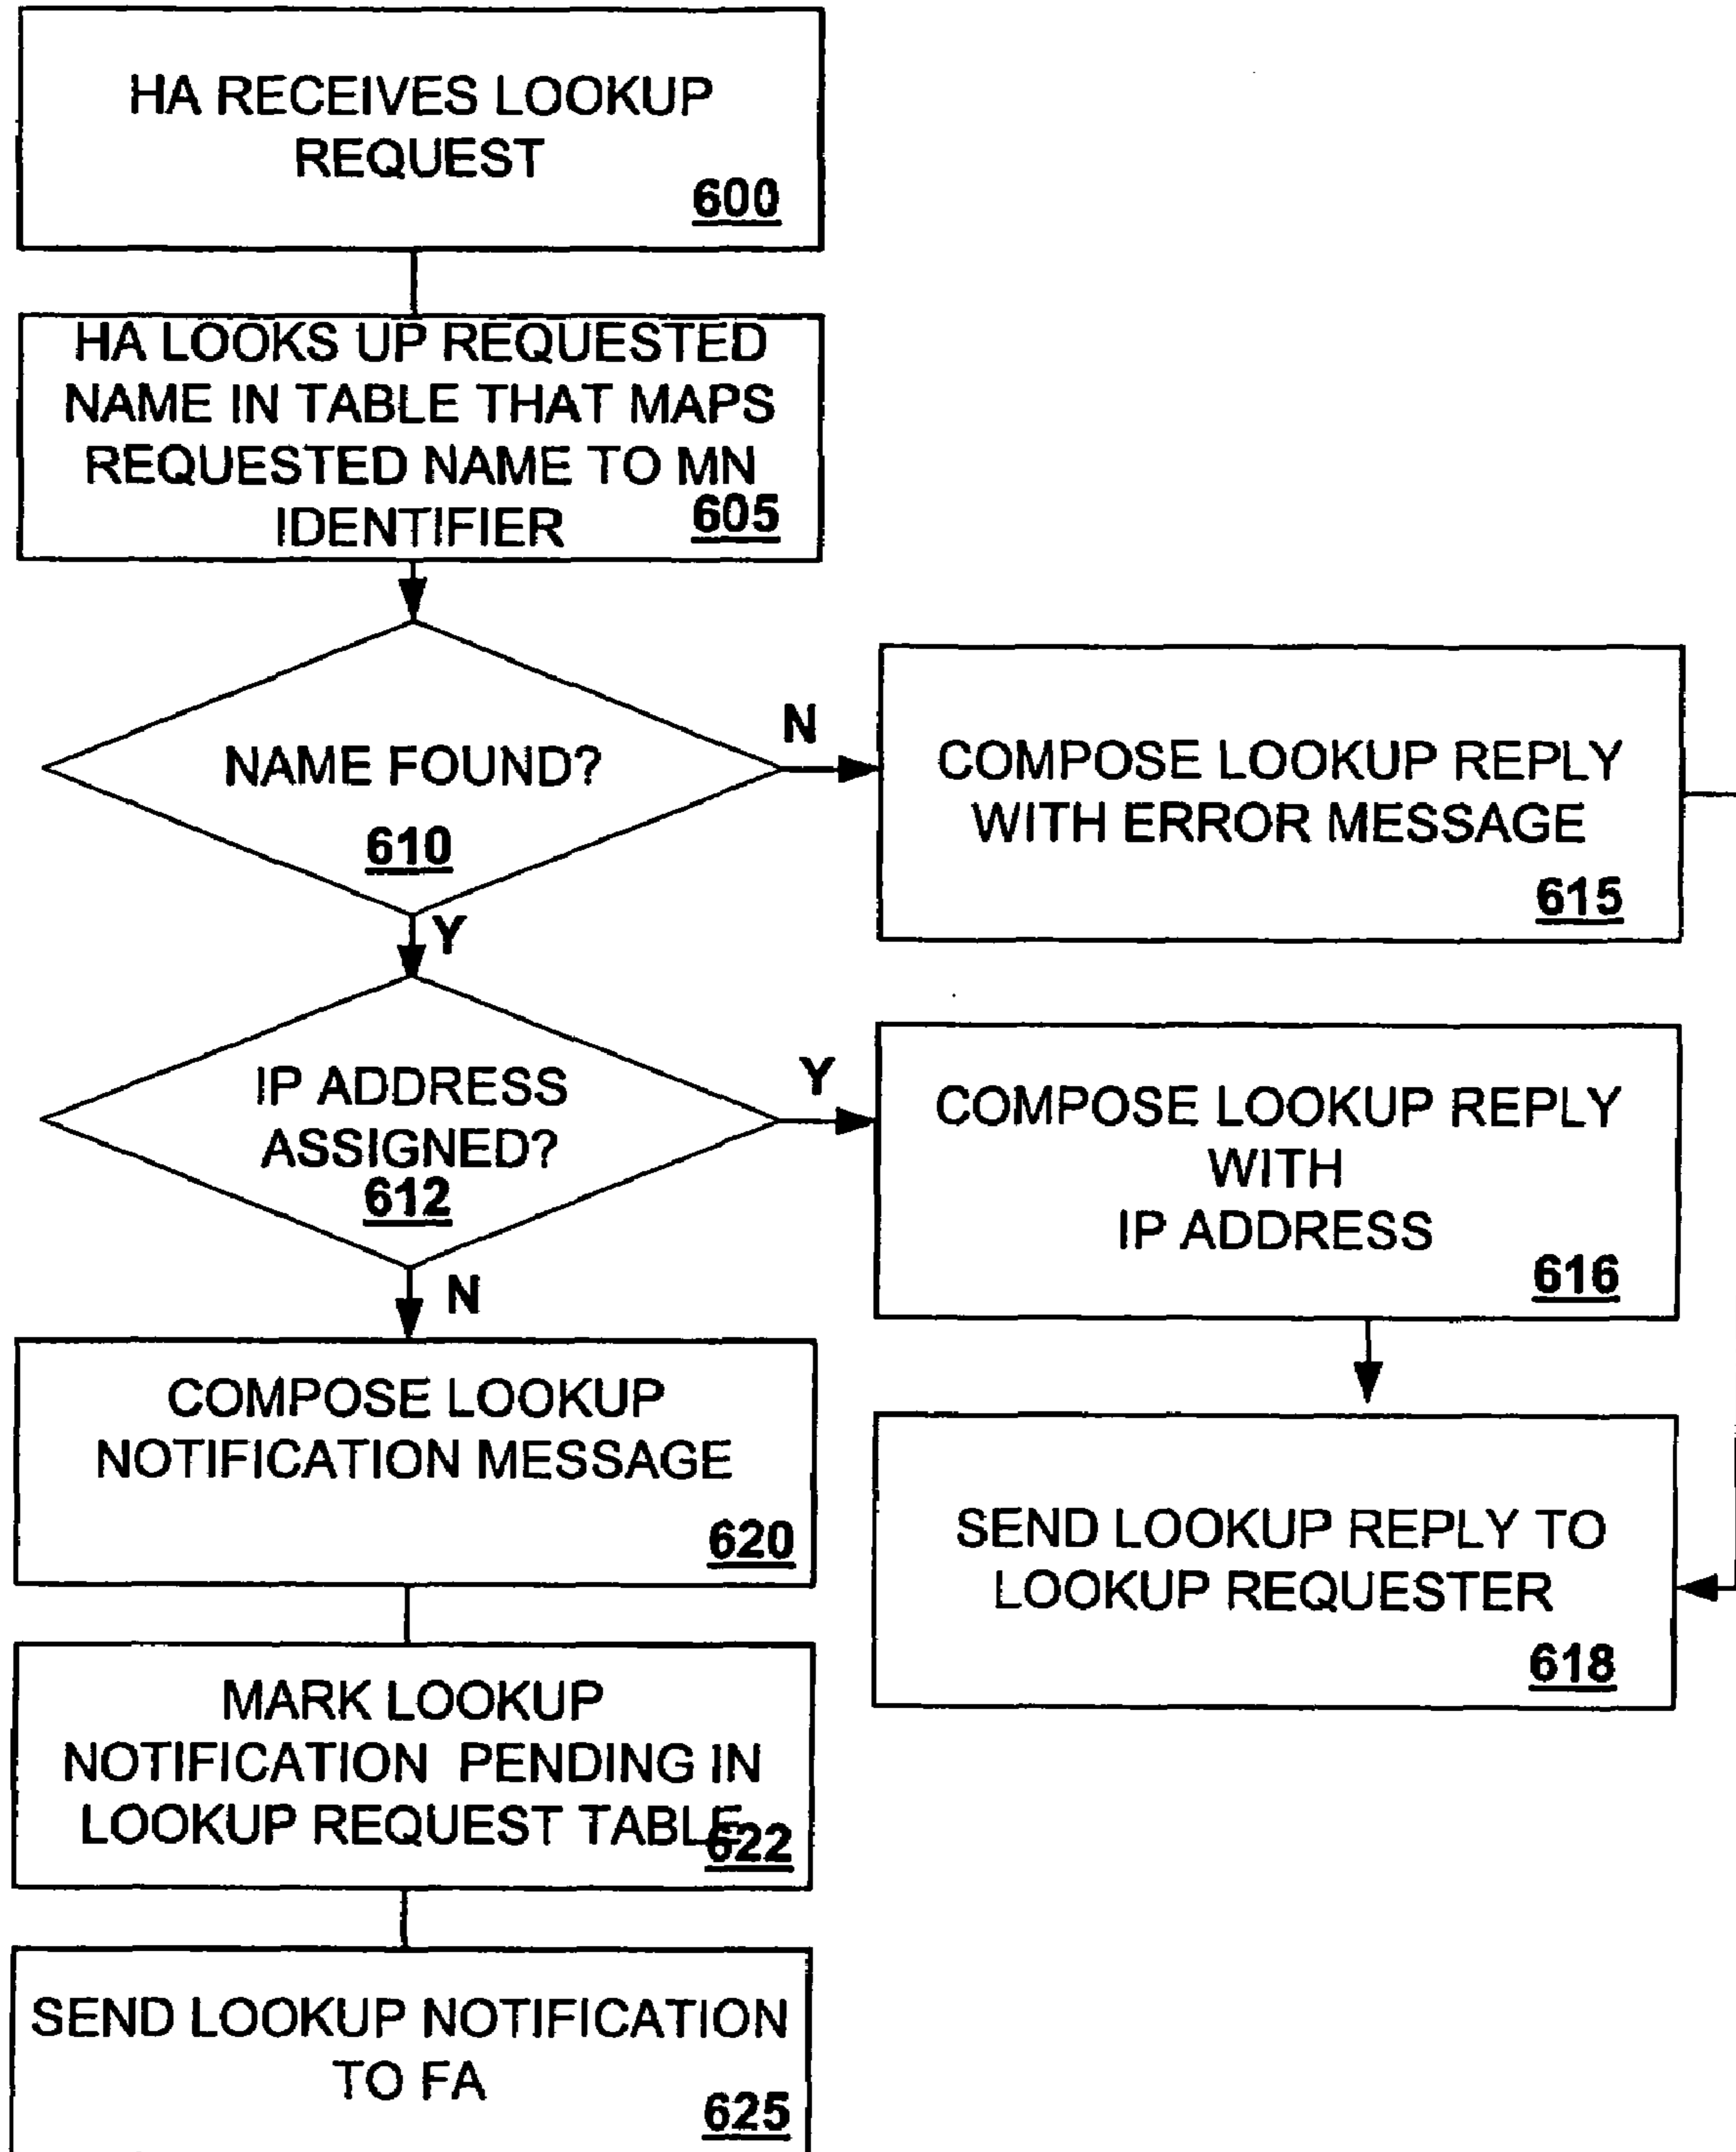 HA RECEIVES LOOKUP
REQUEST
600
HA LOOKS UP REQUESTED
NAME IN TABLE THAT MAPS
REQUESTED NAME TO MN
IDENTIFIER 605
NAME FOUND?
610
N
Y
COMPOSE LOOKUP REPLY
WITH ERROR MESSAGE
615
IP ADDRESS
ASSIGNED?
612
Y
N
COMPOSE LOOKUP REPLY
WITH
IP ADDRESS
616
COMPOSE LOOKUP
NOTIFICATION MESSAGE
620
SEND LOOKUP REPLY TO
LOOKUP REQUESTER
618
MARK LOOKUP
NOTIFICATION PENDING IN
LOOKUP REQUEST TABLE
622
SEND LOOKUP NOTIFICATION
TO FA
625